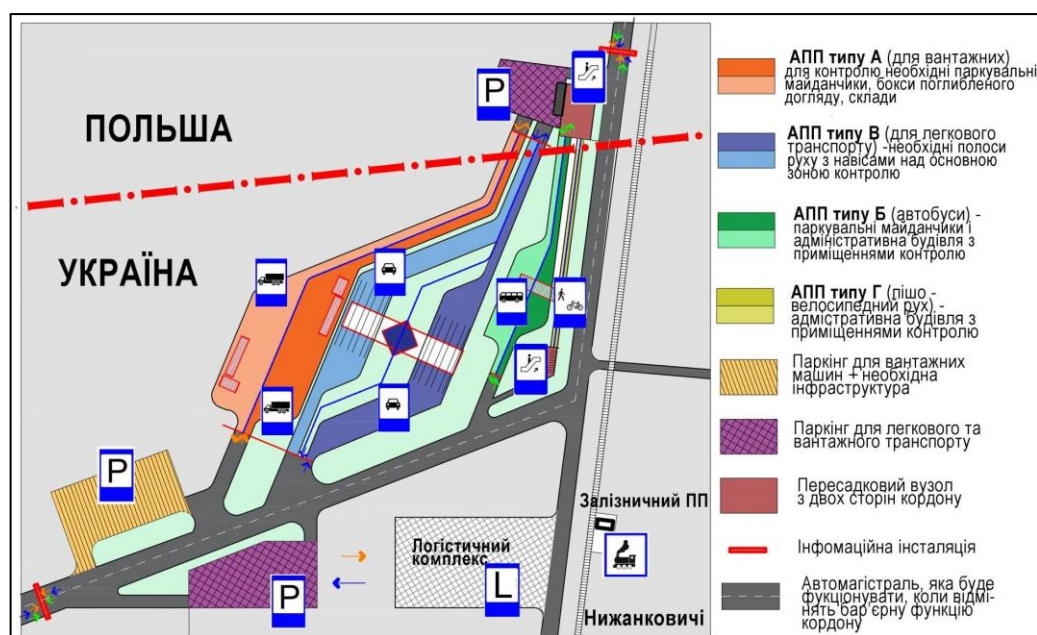 ПОЛЬША
УКРАЇНА
P
P
P
L
Логістичний
комплекс
Залізничний ПП
Нижанковичі
АПП типу А (для вантажних)
для контролю необхідні паркувальні
майданчики, бокси поглибленого
догляду, склади
АПП типу В (для легкового
транспорту) -необхідні полоси
руху з навісами над основною
зоною контролю
АПП типу Б (автобуси) -
паркувальні майданчики і
адміністративна будівля з
приміщеннями контролю
АПП типу Г (пішо -
велосипедний рух) -
адмістративна будівля з
приміщеннями контролю
Паркінг для вантажних
машин + необхідна
інфраструктура
Паркінг для легкового та
вантажного транспорту
Пересадковий вузол
з двох сторін кордону
Інфомаційна інсталяція
Автомагістраль, яка буде
фукціонувати, коли відмі-
нять бар'єрну функцію
кордону